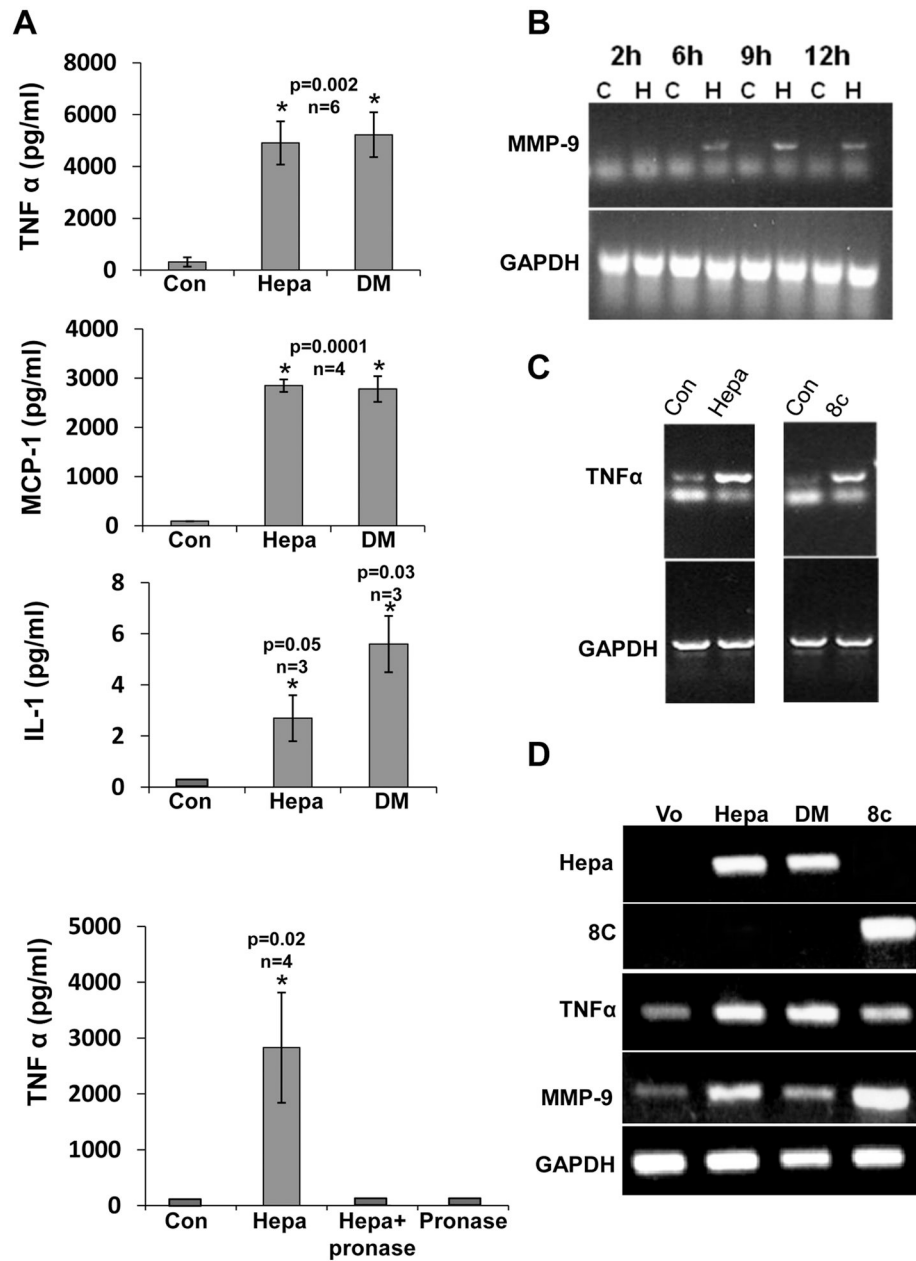 A
TNF α (pg/ml)
8000
6000
4000
2000
0
p=0.002
n=6
*
*
Con Hepa DM
MCP-1 (pg/ml)
4000
3000
2000
1000
0
p=0.0001
n=4
*
*
Con Hepa DM
IL-1 (pg/ml)
8
6
4
2
0
p=0.05
n=3
*
p=0.03
n=3
*
Con Hepa DM
TNF α (pg/ml)
5000
4000
3000
2000
1000
0
p=0.02
n=4
*
Con Hepa Hepa+ Pronase
pronase
B
2h 6h 9h 12h
C H C H C H C H
MMP-9
GAPDH
C
Con Hepa Con 8c
TNFα
GAPDH
D
Vo Hepa DM 8c
Hepa
8C
TNFα
MMP-9
GAPDH